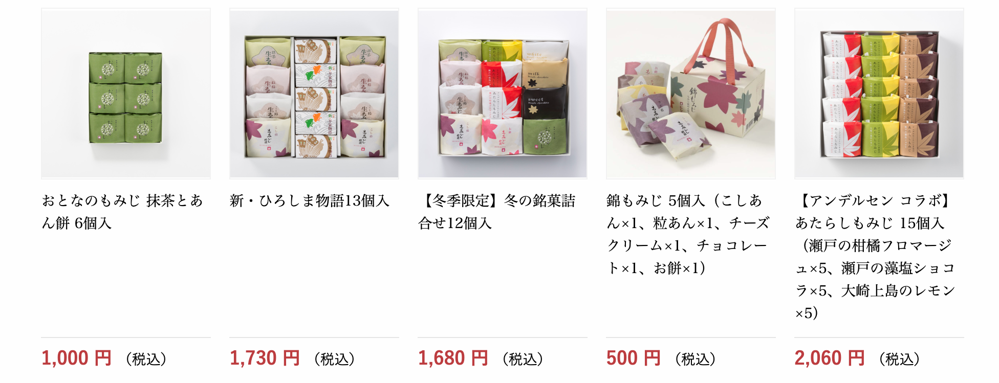 おとなのもみじ 抹茶とあ
ん餅 6個入
1,000 円 （税込）
新・ひろしま物語13個入
1,730 円 （税込）
【冬季限定】冬の銘菓詰
合せ12個入
1,680 円 （税込）
錦もみじ 5個入（こしあ
ん×1、粒あん×1、チーズ
クリーム×1、チョコレー
ト×1、お餅×1）
500 円 （税込）
【アンデルセン コラボ】
あたらしもみじ 15個入
（瀬戸の柑橘フロマージ
ュ×5、瀬戸の藻塩ショコ
ラ×5、大崎上島のレモン
×5）
2,060 円 （税込）